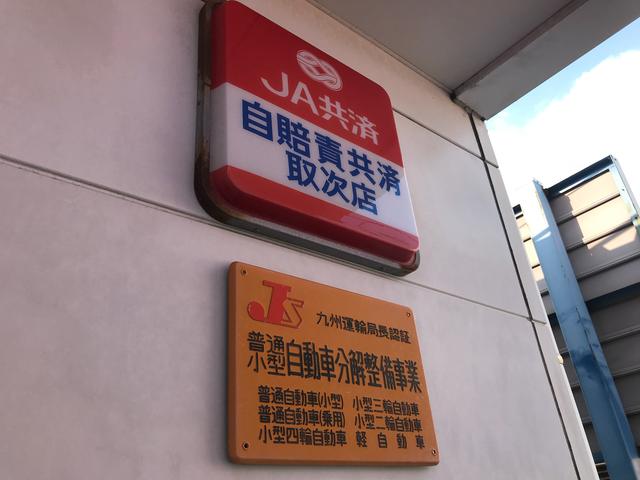 JA共済
自賠責共済
取次店
JS
九州運輸局長認証
普通
小型
自動車分解整備事業
普通自動車(小型) 小型三輪自動車
普通自動車(乗用) 小型二輪自動車
小型四輪自動車 軽自動車